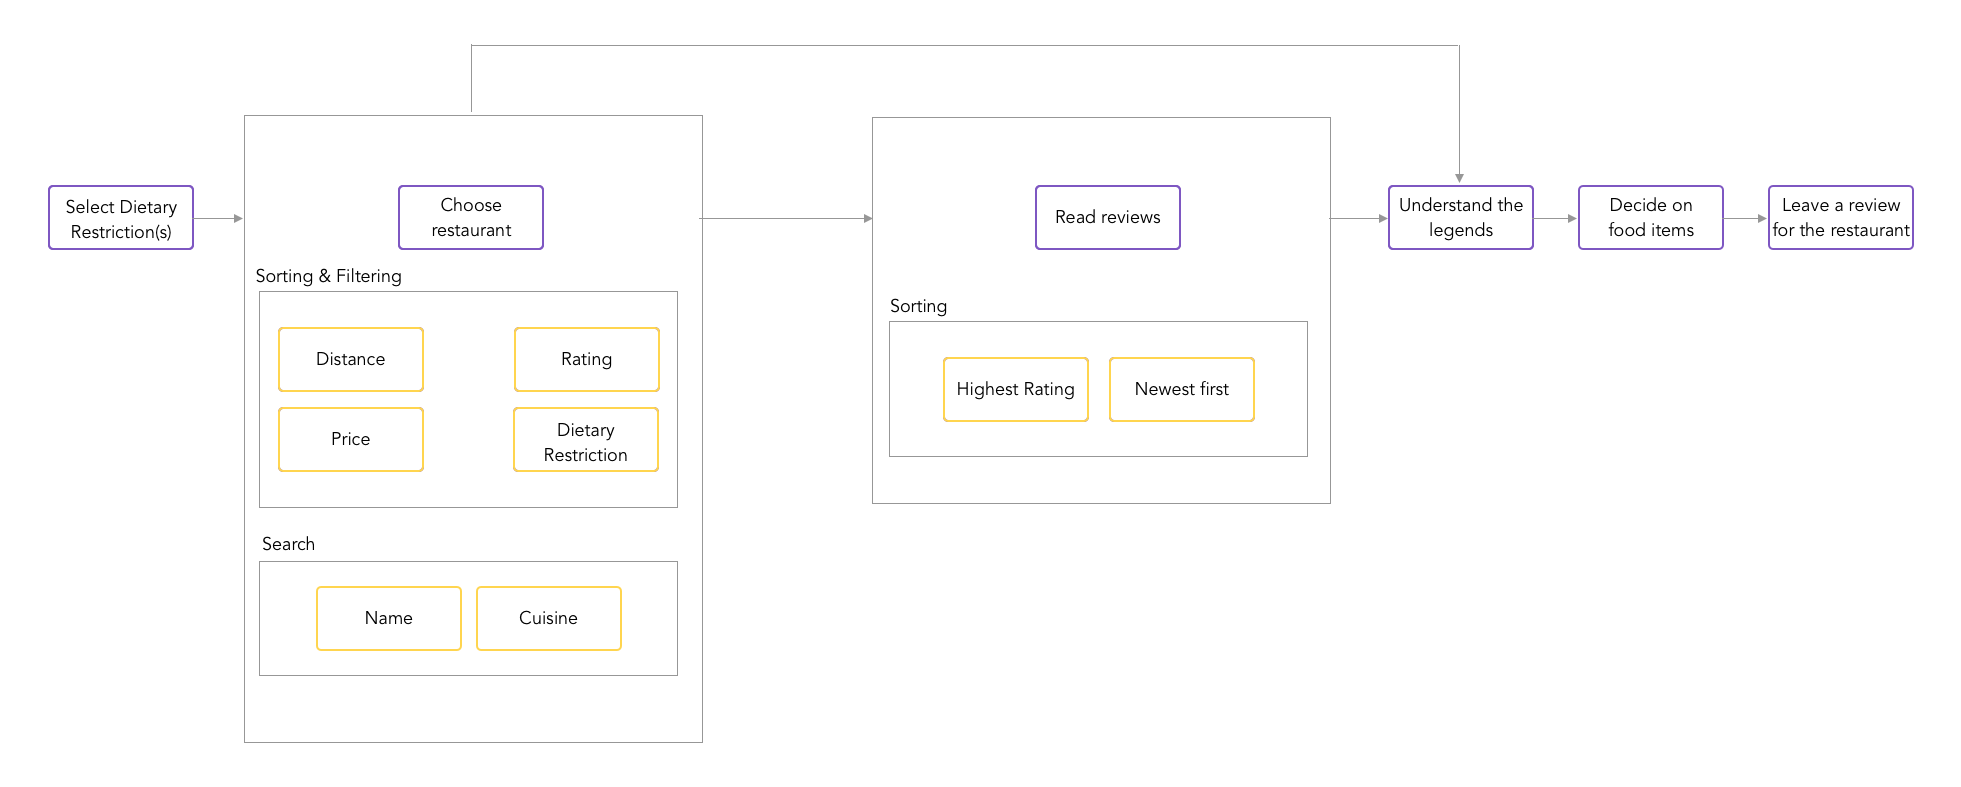 Select Dietary
Restriction(s)
Choose
restaurant
Sorting & Filtering
Distance
Rating
Price
Dietary
Restriction
Search
Name
Cuisine
Read reviews
Sorting
Highest Rating
Newest first
Understand the
legends
Decide on
food items
Leave a review
for the restaurant